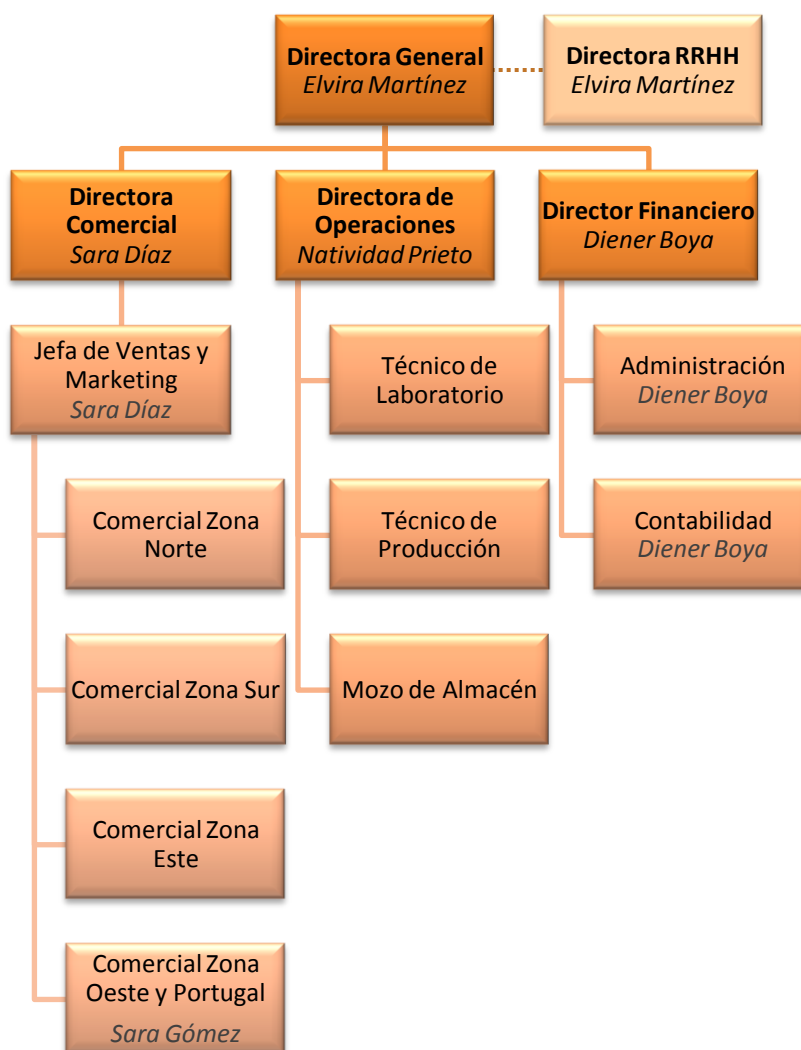 Directora General
Elvira Martínez
Directora RRHH
Elvira Martínez
Directora
Comercial
Sara Díaz
Directora de
Operaciones
Natividad Prieto
Director Financiero
Diener Boya
Jefa de Ventas y
Marketing
Sara Díaz
Técnico de
Laboratorio
Administración
Diener Boya
Comercial Zona
Norte
Técnico de
Producción
Contabilidad
Diener Boya
Comercial Zona Sur
Mozo de Almacén
Comercial Zona
Este
Comercial Zona
Oeste y Portugal
Sara Gómez